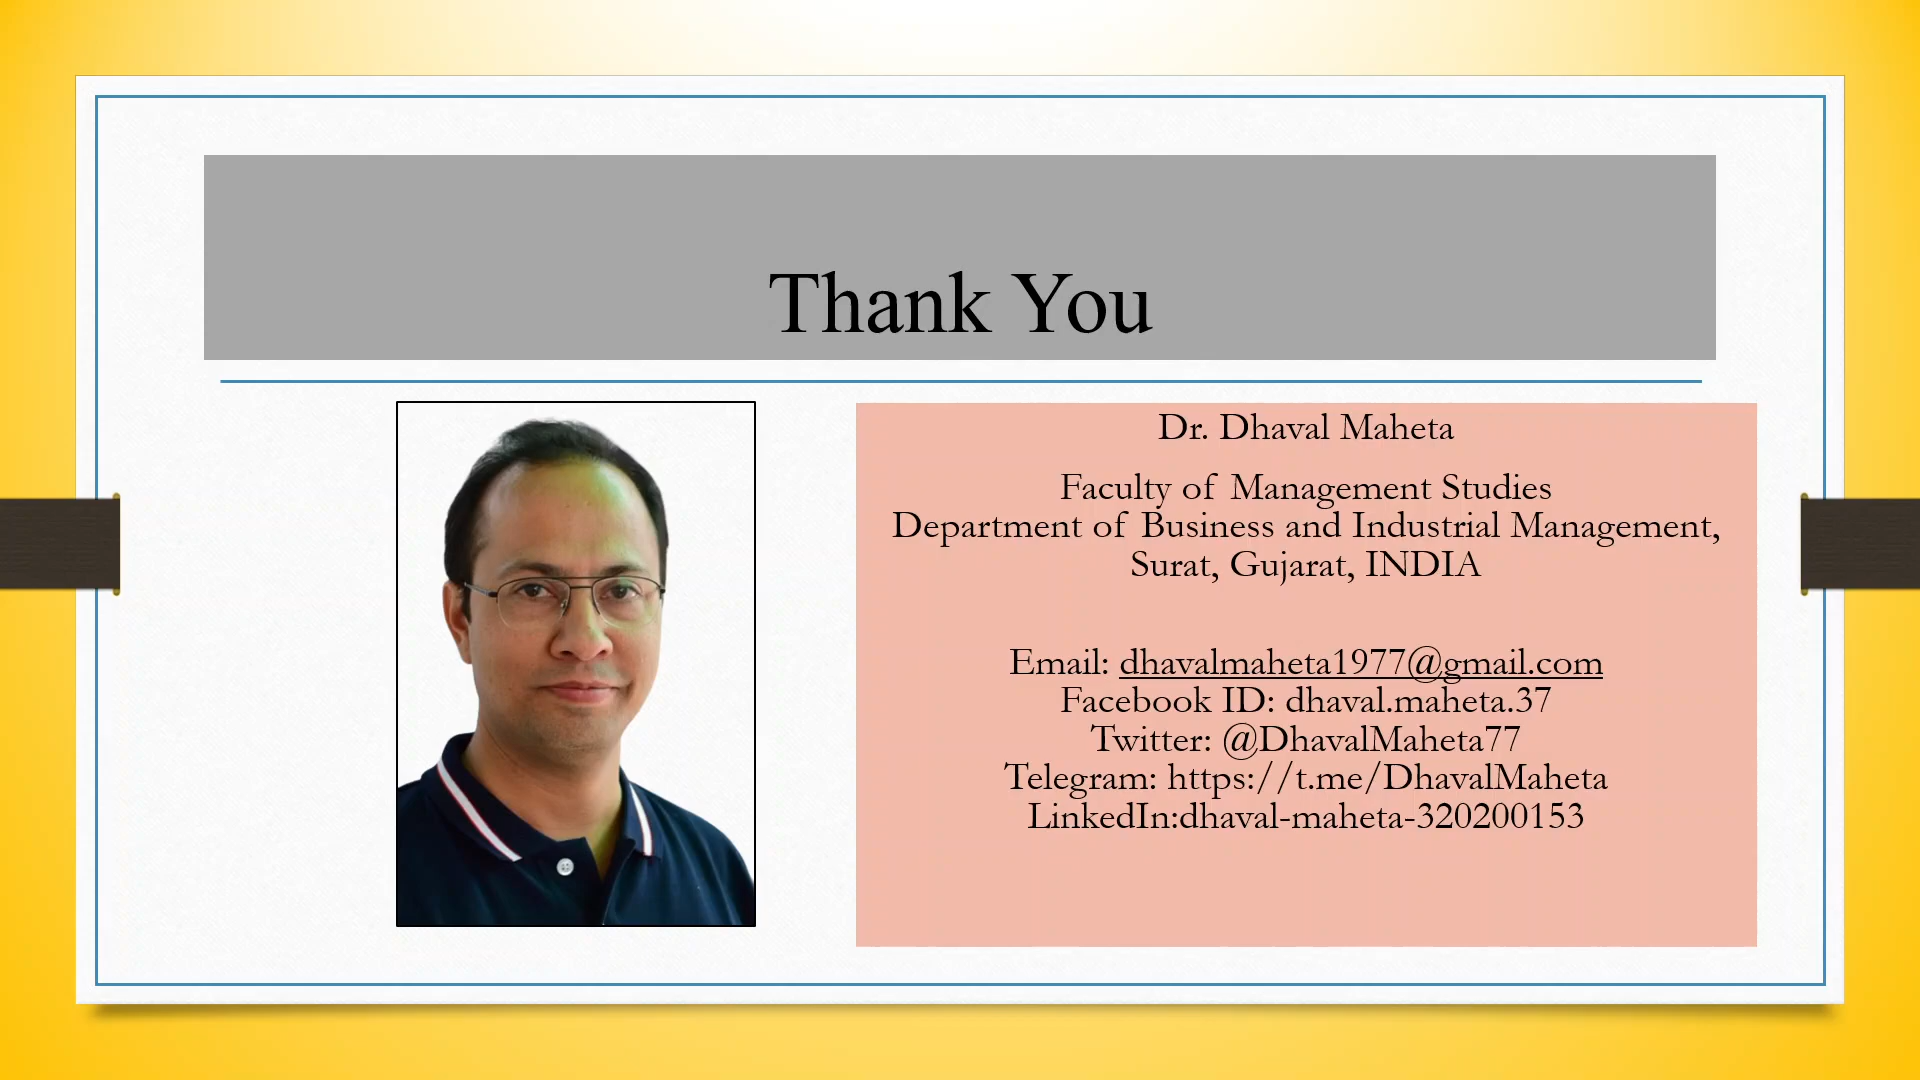 Thank You
Dr. Dhaval Maheta
Faculty of Management Studies
Department of Business and Industrial Management,
Surat, Gujarat, INDIA
Email: dhavalmaheta1977@gmail.com
Facebook ID: dhaval.maheta.37
Twitter: @DhavalMaheta77
Telegram: https://t.me/DhavalMaheta
LinkedIn:dhaval-maheta-320200153